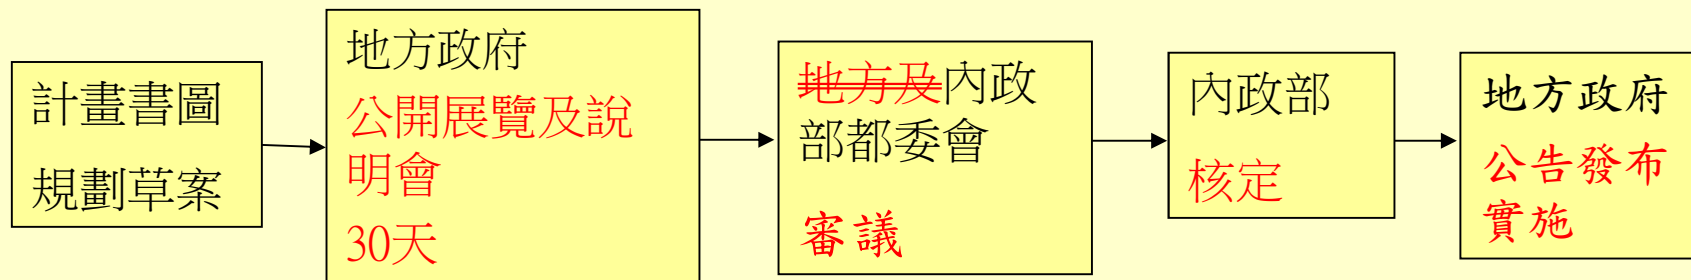 計畫書圖
規劃草案
地方政府
公開展覽及說
明會
30天
地方及內政
部都委會
審議
內政部
核定
地方政府
公告發布
實施